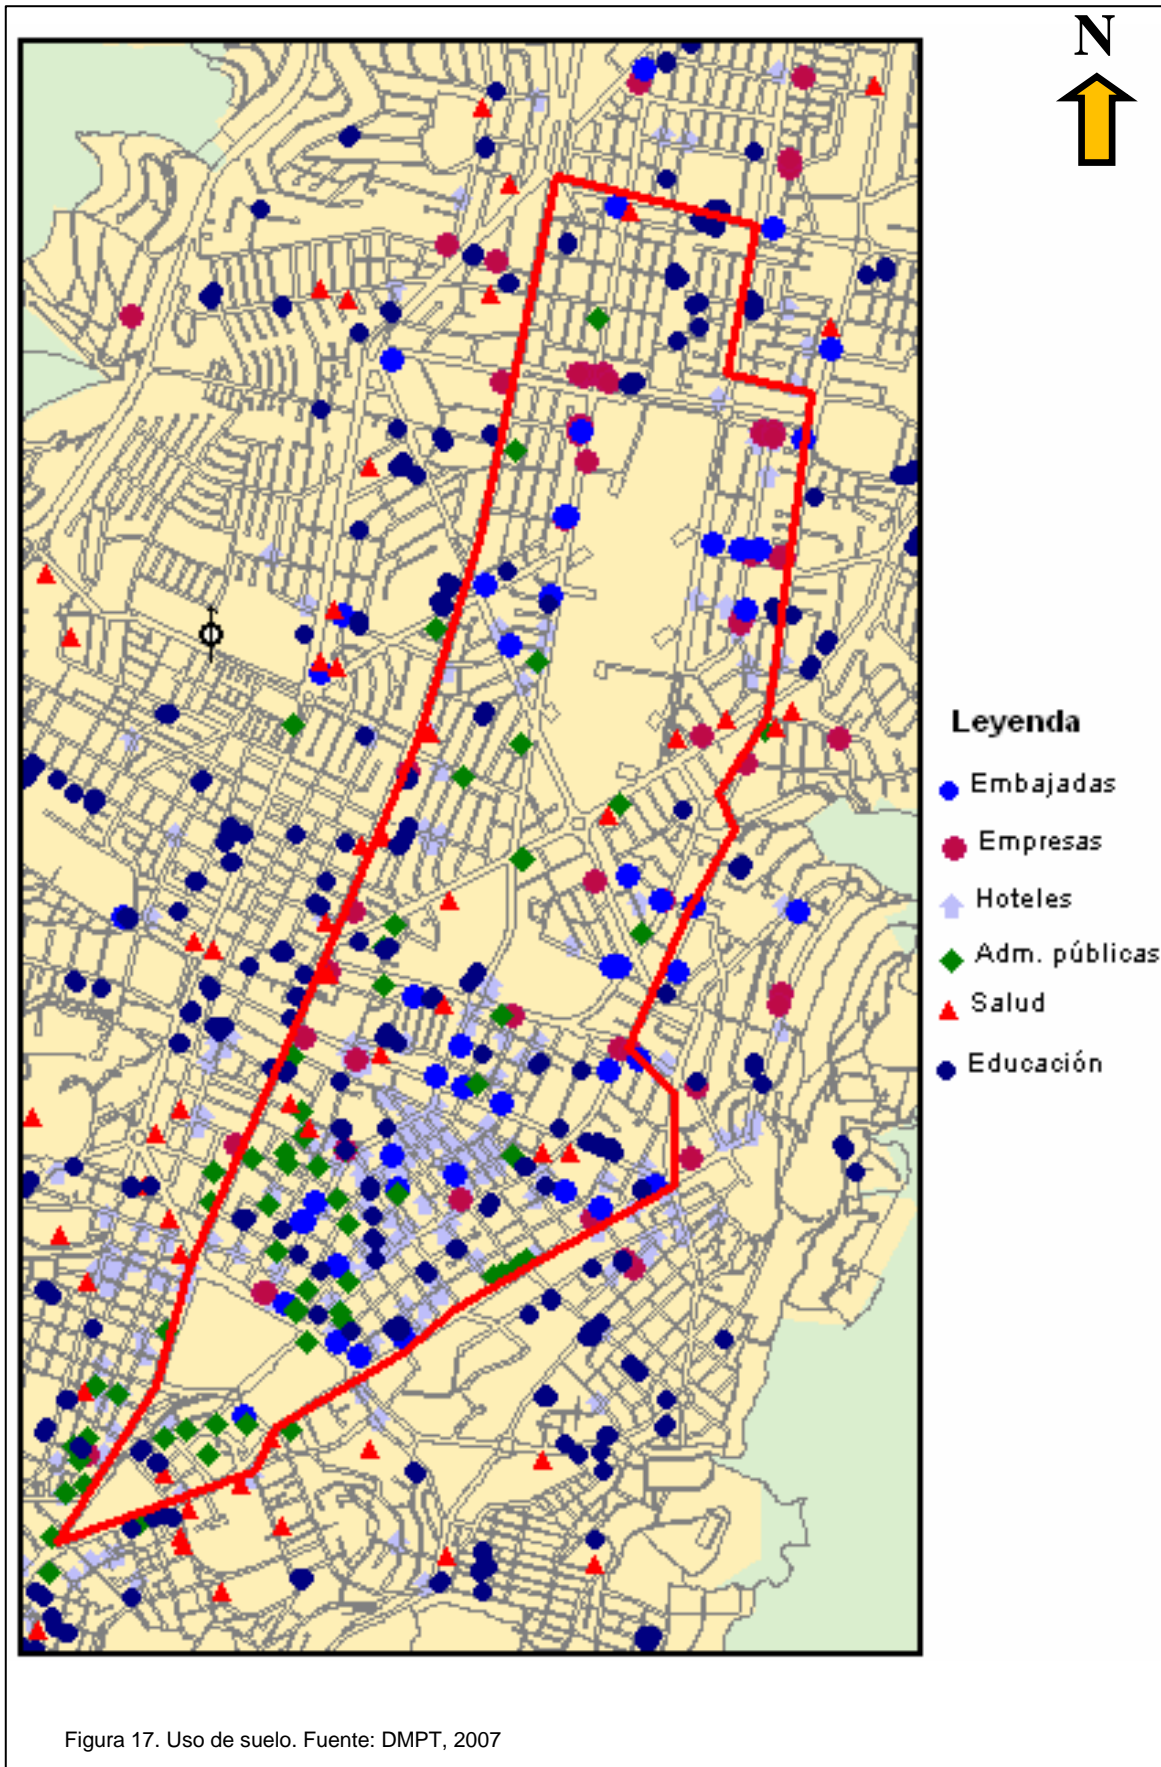 N
Leyenda
Embajadas
Empresas
Hoteles
Adm. públicas
Salud
Educación
Figura 17. Uso de suelo. Fuente: DMPT, 2007